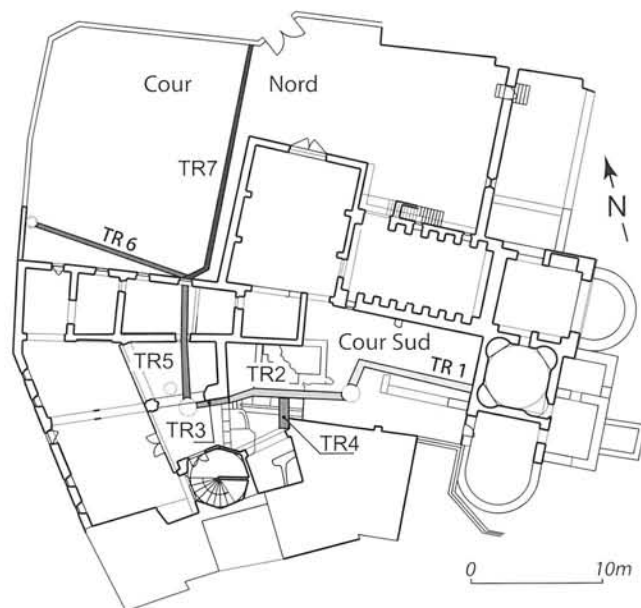 Cour Nord
TR7
TR 6
N
TR5
TR2
Cour Sud
TR 1
TR3
TR4
0 10m